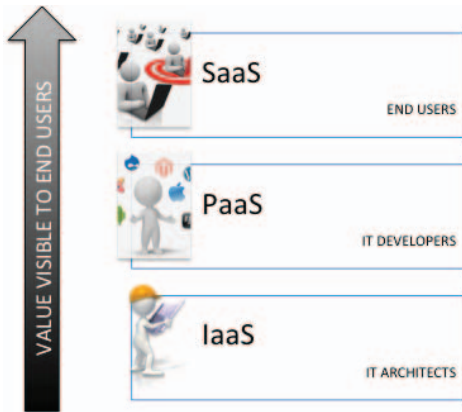 VALUE VISIBLE TO END USERS
SaaS
END USERS
PaaS
IT DEVELOPERS
IaaS
IT ARCHITECTS